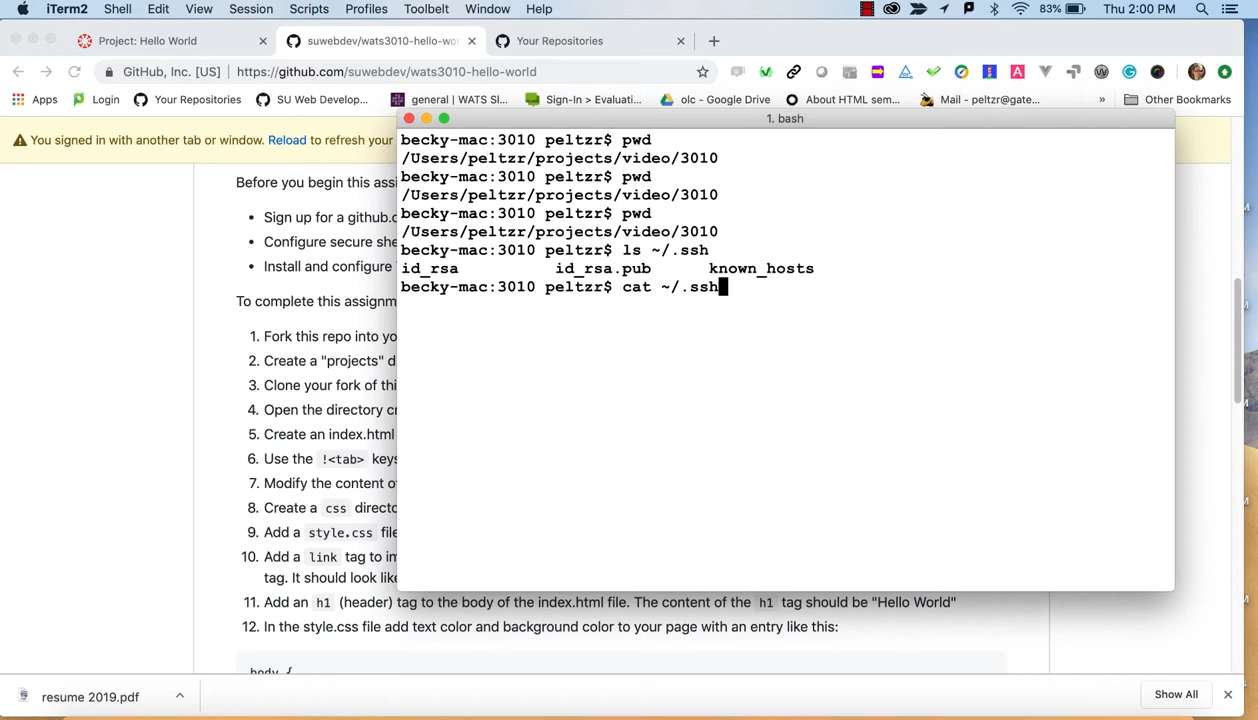 iTerm2 Shell Edit View Session Scripts Profiles Toolbelt Window Help 83% Thu 2:00 PM
Project: Hello World suwebdev/wats3010-hello-wor Your Repositories
GitHub, Inc. [US] https://github.com/suwebdev/wats3010-hello-world
Apps Login Your Repositories SU Web Develop... general | WATS Sl... Sign-In > Evaluati... olc - Google Drive About HTML sem... Mail - peltzr@gate... » Other Bookmarks
You signed in with another tab or window. Reload to refresh your
1. bash
becky-mac:3010 peltzr$ pwd
/Users/peltzr/projects/video/3010
becky-mac:3010 peltzr$ pwd
/Users/peltzr/projects/video/3010
becky-mac:3010 peltzr$ pwd
/Users/peltzr/projects/video/3010
becky-mac:3010 peltzr$ ls ~/.ssh
id_rsa id_rsa.pub known_hosts
becky-mac:3010 peltzr$ cat ~/.ssh
Before you begin this assi
Sign up for a github.c
Configure secure she
Install and configure
To complete this assignm
1. Fork this repo into yo
2. Create a "projects" d
3. Clone your fork of thi
4. Open the directory cr
5. Create an index.html
6. Use the !<tab> keys
7. Modify the content of
8. Create a css directo
9. Add a style.css file
10. Add a link tag to im
tag. It should look like
11. Add an h1 (header) tag to the body of the index.html file. The content of the h1 tag should be "Hello World"
12. In the style.css file add text color and background color to your page with an entry like this:
body {
resume 2019.pdf Show All